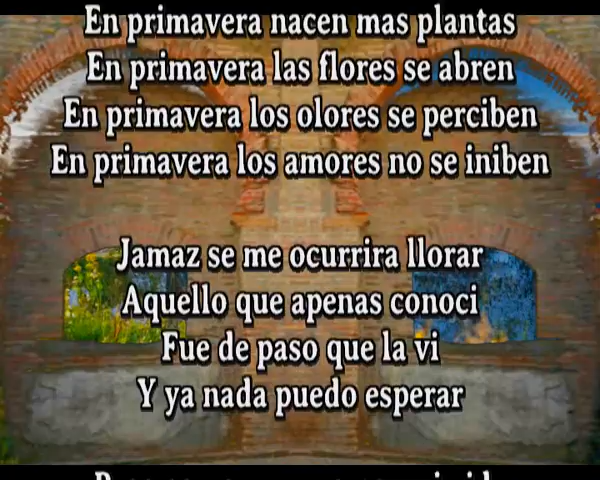 En primavera nacen mas plantas
En primavera las flores se abren
En primavera los olores se perciben
En primavera los amores no se iniben
Jamaz se me ocurrira llorar
Aquello que apenas conoci
Fue de paso que la vi
Y ya nada puedo esperar